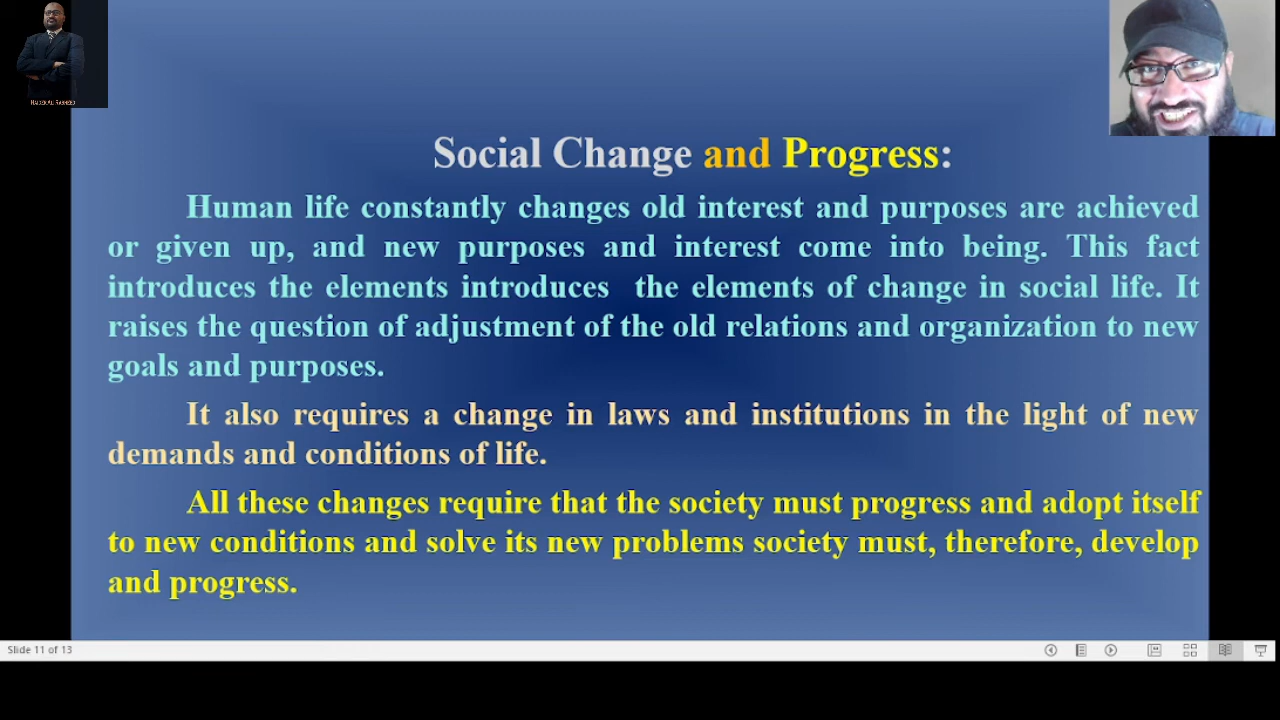 Social Change and Progress:
Human life constantly changes old interest and purposes are achieved
or given up, and new purposes and interest come into being. This fact
introduces the elements introduces the elements of change in social life. It
raises the question of adjustment of the old relations and organization to new
goals and purposes.
It also requires a change in laws and institutions in the light of new
demands and conditions of life.
All these changes require that the society must progress and adopt itself
to new conditions and solve its new problems society must, therefore, develop
and progress.
Slide 11 of 13